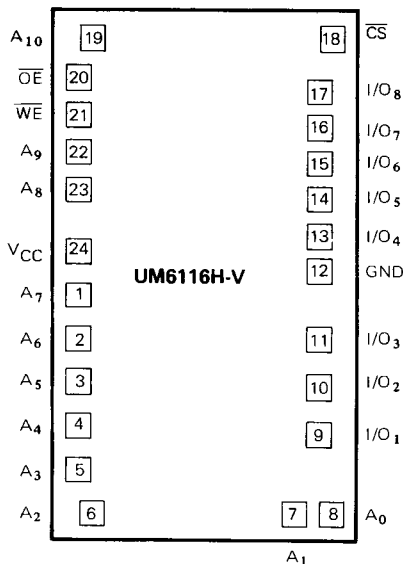 A10 19 18 CS
OE 20
17 I/O8
WE 21
16 I/O7
A9 22
15 I/O6
A8 23
14 I/O5
13 I/O4
VCC 24
12 GND
UM6116H-V
A7 1
A6 2
11 I/O3
A5 3
10 I/O2
A4 4
9 I/O1
A3 5
A2 6 7 8 A0
A1